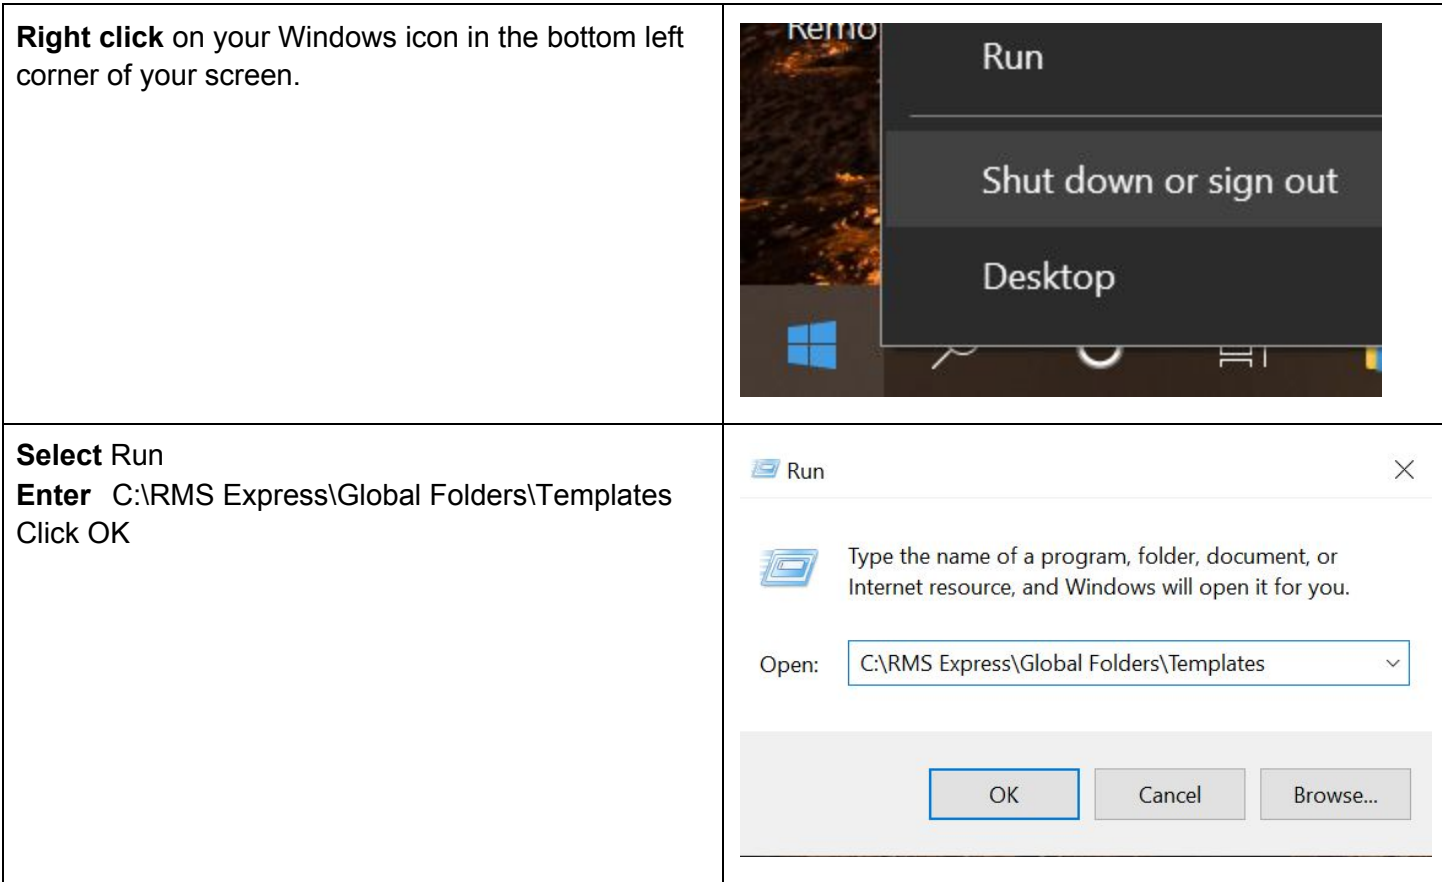 Right click on your Windows icon in the bottom left
corner of your screen.
Remo
Run
Shut down or sign out
Desktop
Select Run
Enter C:\RMS Express\Global Folders\Templates
Click OK
Run
Type the name of a program, folder, document, or
Internet resource, and Windows will open it for you.
Open: C:\RMS Express\Global Folders\Templates
OK Cancel Browse...